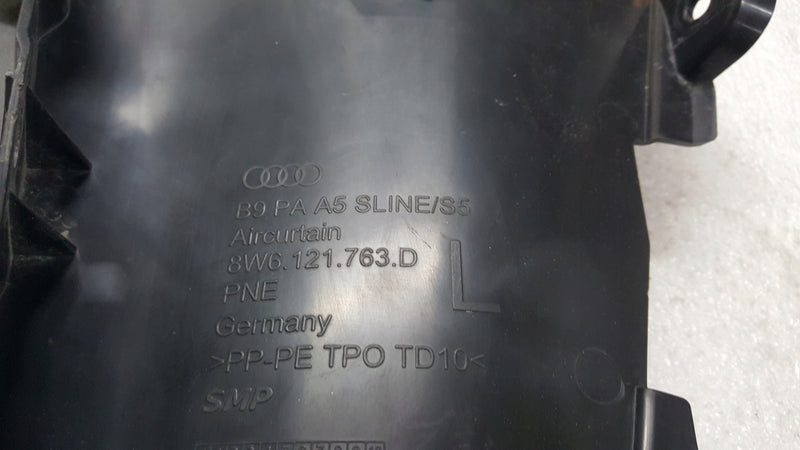 B9 PA A5 SLINE/S5
Aircurtain
8W6.121.763.D
L
PNE
Germany
>PP-PE TPO TD10<
SMP